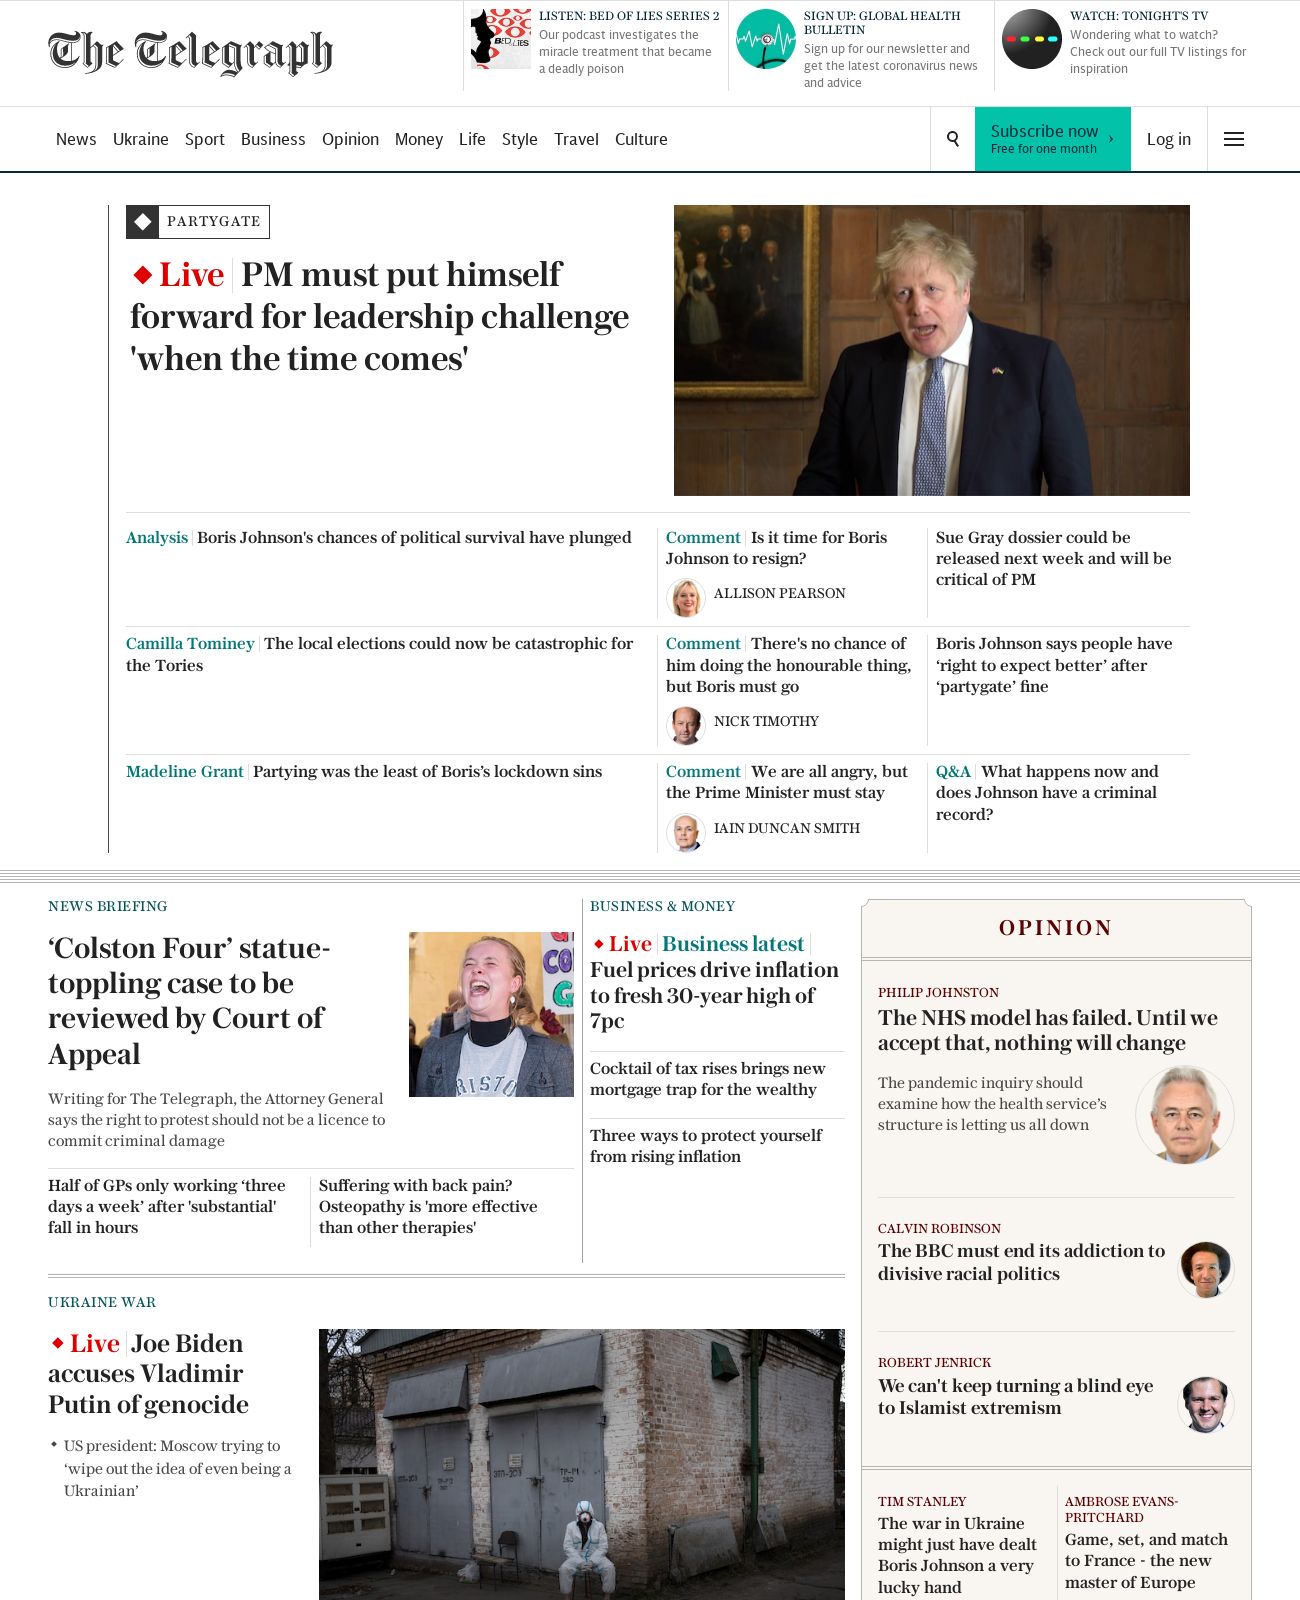 The Telegraph
LISTEN: BED OF LIES SERIES 2
Our podcast investigates the
miracle treatment that became
a deadly poison
BED LIES
SIGN UP: GLOBAL HEALTH
BULLETIN
Sign up for our newsletter and
get the latest coronavirus news
and advice
WATCH: TONIGHT'S TV
Wondering what to watch?
Check out our full TV listings for
inspiration
News Ukraine Sport Business Opinion Money Life Style Travel Culture
Subscribe now ›
Free for one month
Log in
PARTYGATE
Live PM must put himself
forward for leadership challenge
'when the time comes'
Analysis Boris Johnson's chances of political survival have plunged
Comment Is it time for Boris
Johnson to resign?
ALLISON PEARSON
Sue Gray dossier could be
released next week and will be
critical of PM
Camilla Tominey The local elections could now be catastrophic for
the Tories
Comment There's no chance of
him doing the honourable thing,
but Boris must go
NICK TIMOTHY
Boris Johnson says people have
‘right to expect better’ after
‘partygate’ fine
Madeline Grant Partying was the least of Boris’s lockdown sins
Comment We are all angry, but
the Prime Minister must stay
IAIN DUNCAN SMITH
Q&A What happens now and
does Johnson have a criminal
record?
NEWS BRIEFING
‘Colston Four’ statue-
toppling case to be
reviewed by Court of
Appeal
Writing for The Telegraph, the Attorney General
says the right to protest should not be a licence to
commit criminal damage
BRISTO
Half of GPs only working ‘three
days a week’ after 'substantial'
fall in hours
Suffering with back pain?
Osteopathy is 'more effective
than other therapies'
BUSINESS & MONEY
Live Business latest
Fuel prices drive inflation
to fresh 30-year high of
7pc
Cocktail of tax rises brings new
mortgage trap for the wealthy
Three ways to protect yourself
from rising inflation
UKRAINE WAR
Live Joe Biden
accuses Vladimir
Putin of genocide
US president: Moscow trying to
‘wipe out the idea of even being a
Ukrainian’
OPINION
PHILIP JOHNSTON
The NHS model has failed. Until we
accept that, nothing will change
The pandemic inquiry should
examine how the health service’s
structure is letting us all down
CALVIN ROBINSON
The BBC must end its addiction to
divisive racial politics
ROBERT JENRICK
We can't keep turning a blind eye
to Islamist extremism
TIM STANLEY
The war in Ukraine
might just have dealt
Boris Johnson a very
lucky hand
AMBROSE EVANS-
PRITCHARD
Game, set, and match
to France - the new
master of Europe